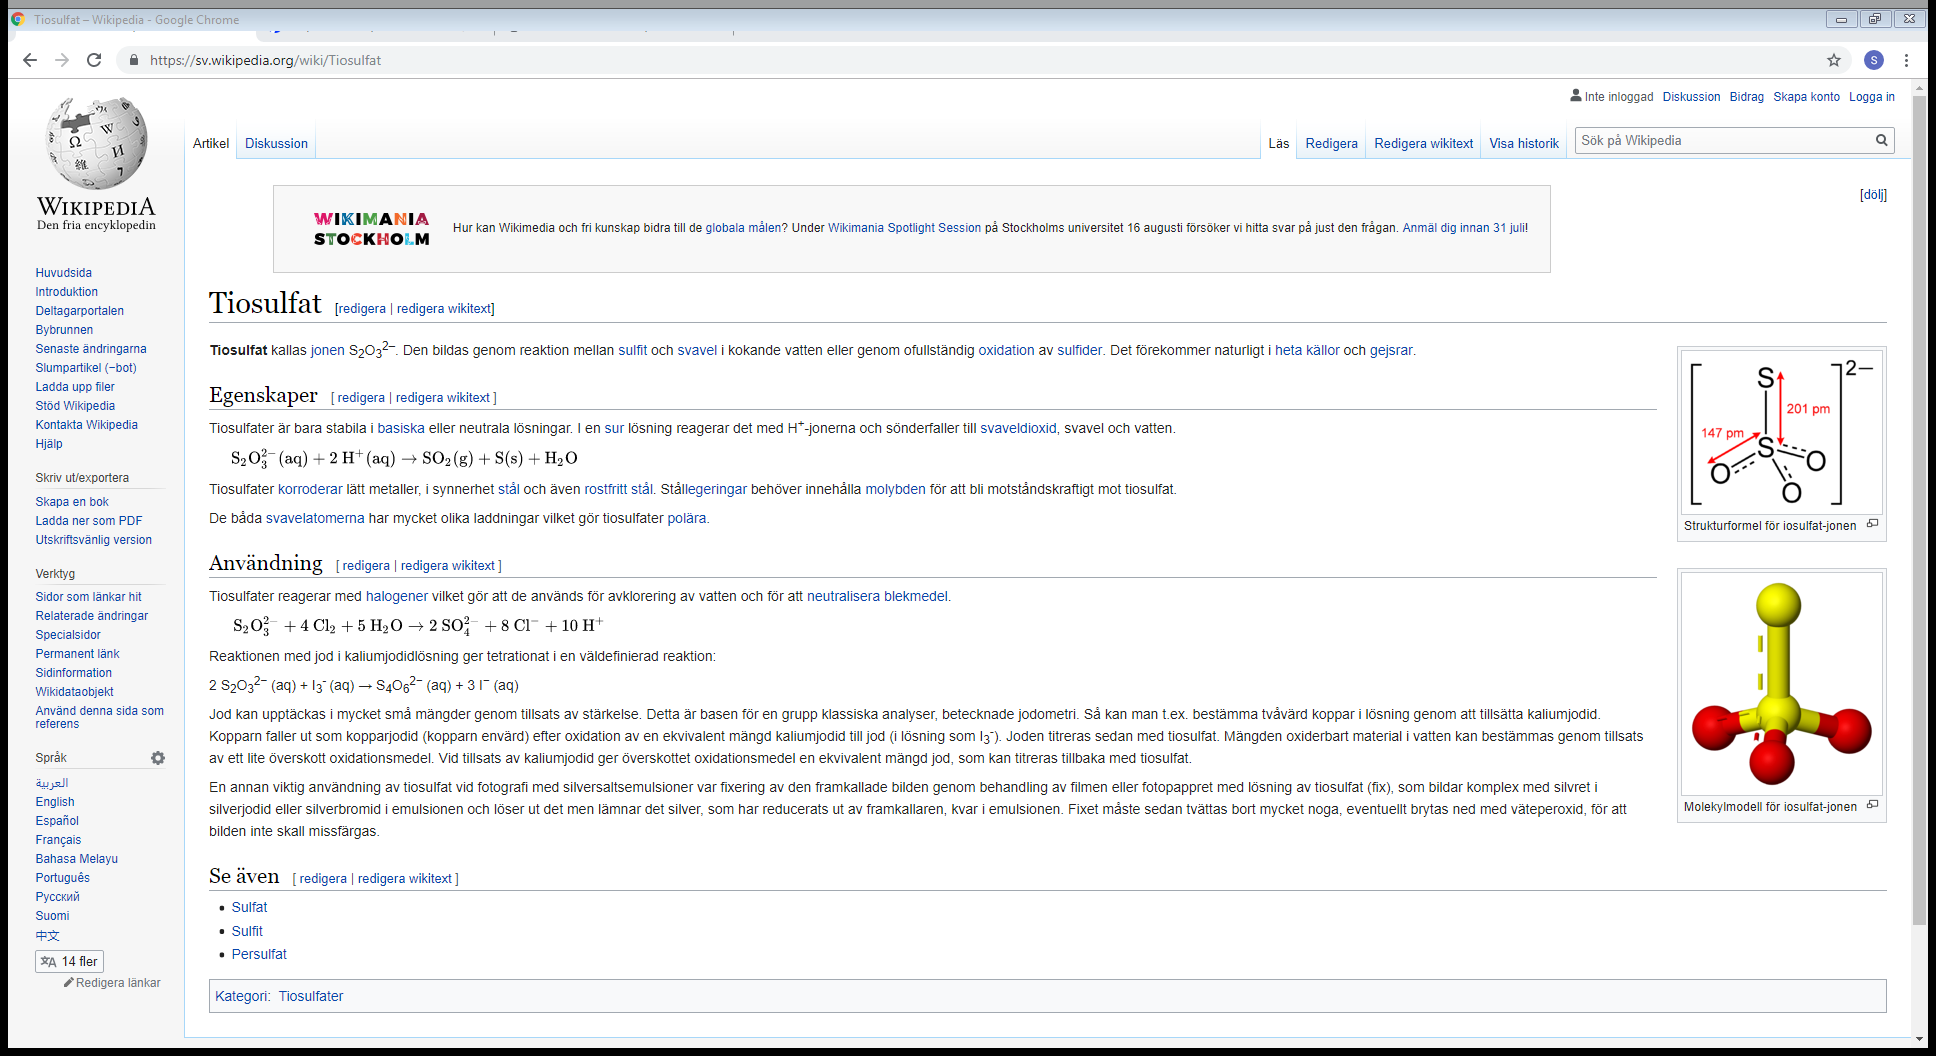 Tiosulfat – Wikipedia - Google Chrome
https://sv.wikipedia.org/wiki/Tiosulfat
S
Inte inloggad Diskussion Bidrag Skapa konto Logga in
Artikel Diskussion Läs Redigera Redigera wikitext Visa historik Sök på Wikipedia
WIKIPEDIA
Den fria encyklopedin
Huvudsida
Introduktion
Deltagarportalen
Bybrunnen
Senaste ändringarna
Slumpartikel (−bot)
Ladda upp filer
Stöd Wikipedia
Kontakta Wikipedia
Hjälp
Skriv ut/exportera
Skapa en bok
Ladda ner som PDF
Utskriftsvänlig version
Verktyg
Sidor som länkar hit
Relaterade ändringar
Specialsidor
Permanent länk
Sidinformation
Wikidataobjekt
Använd denna sida som
referens
Språk
العربية
English
Español
Français
Bahasa Melayu
Português
Русский
Suomi
中文
14 fler
Redigera länkar
[dölj]
WIKIMANIA
STOCKHOLM
Hur kan Wikimedia och fri kunskap bidra till de globala målen? Under Wikimania Spotlight Session på Stockholms universitet 16 augusti försöker vi hitta svar på just den frågan. Anmäl dig innan 31 juli!
Tiosulfat [redigera | redigera wikitext]
Tiosulfat kallas jonen S₂O₃²⁻. Den bildas genom reaktion mellan sulfit och svavel i kokande vatten eller genom ofullständig oxidation av sulfider. Det förekommer naturligt i heta källor och gejsrar.
Egenskaper [ redigera | redigera wikitext ]
Tiosulfater är bara stabila i basiska eller neutrala lösningar. I en sur lösning reagerar det med H⁺-jonerna och sönderfaller till svaveldioxid, svavel och vatten.
S₂O₃²⁻(aq) + 2 H⁺(aq) → SO₂(g) + S(s) + H₂O
Tiosulfater korroderar lätt metaller, i synnerhet stål och även rostfritt stål. Stållegeringar behöver innehålla molybden för att bli motståndskraftigt mot tiosulfat.
De båda svavelatomerna har mycket olika laddningar vilket gör tiosulfater polära.
Användning [ redigera | redigera wikitext ]
Tiosulfater reagerar med halogener vilket gör att de används för avklorering av vatten och för att neutralisera blekmedel.
S₂O₃²⁻ + 4 Cl₂ + 5 H₂O → 2 SO₄²⁻ + 8 Cl⁻ + 10 H⁺
Reaktionen med jod i kaliumjodidlösning ger tetrationat i en väldefinierad reaktion:
2 S₂O₃²⁻ (aq) + I₃⁻ (aq) → S₄O₆²⁻ (aq) + 3 I⁻ (aq)
Jod kan upptäckas i mycket små mängder genom tillsats av stärkelse. Detta är basen för en grupp klassiska analyser, betecknade jodometri. Så kan man t.ex. bestämma tvåvärd koppar i lösning genom att tillsätta kaliumjodid.
Kopparn faller ut som kopparjodid (kopparn envärd) efter oxidation av en ekvivalent mängd kaliumjodid till jod (i lösning som I₃⁻). Joden titreras sedan med tiosulfat. Mängden oxiderbart material i vatten kan bestämmas genom tillsats
av ett lite överskott oxidationsmedel. Vid tillsats av kaliumjodid ger överskottet oxidationsmedel en ekvivalent mängd jod, som kan titreras tillbaka med tiosulfat.
En annan viktig användning av tiosulfat vid fotografi med silversaltsemulsioner var fixering av den framkallade bilden genom behandling av filmen eller fotopappret med lösning av tiosulfat (fix), som bildar komplex med silvret i
silverjodid eller silverbromid i emulsionen och löser ut det men lämnar det silver, som har reducerats ut av framkallaren, kvar i emulsionen. Fixet måste sedan tvättas bort mycket noga, eventuellt brytas ned med väteperoxid, för att
bilden inte skall missfärgas.
Se även [ redigera | redigera wikitext ]
Sulfat
Sulfit
Persulfat
Kategori: Tiosulfater
2−
S
201 pm
147 pm
S
O
O
O
Strukturformel för iosulfat-jonen
Molekylmodell för iosulfat-jonen